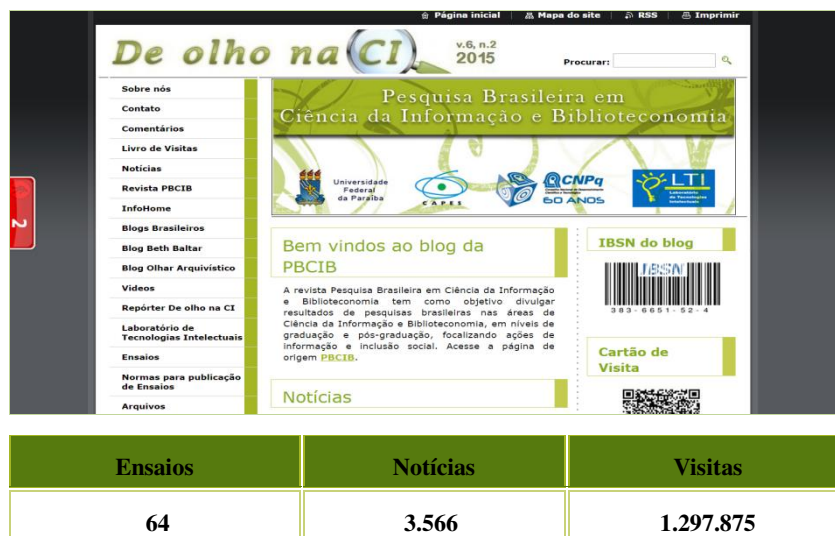 Página inicial Mapa do site RSS Imprimir
De olho na CI
v.6, n.2
2015
Procurar:
Sobre nós
Contato
Comentários
Livro de Visitas
Notícias
Revista PBCIB
InfoHome
Blogs Brasileiros
Blog Beth Baltar
Blog Olhar Arquivístico
Videos
Repórter De olho na CI
Laboratório de
Tecnologias Intelectuais
Ensaios
Normas para publicação
de Ensaios
Arquivos
2
Pesquisa Brasileira em
Ciência da Informação e Biblioteconomia
Universidade
Federal
da Paraíba
CAPES
CNPq
60 ANOS
LTI
Laboratório
de Tecnologias
Intelectuais
Bem vindos ao blog da
PBCIB
A revista Pesquisa Brasileira em Ciência da Informação
e Biblioteconomia tem como objetivo divulgar
resultados de pesquisas brasileiras nas áreas de
Ciência da Informação e Biblioteconomia, em níveis de
graduação e pós-graduação, focalizando ações de
informação e inclusão social. Acesse a página de
origem PBCIB.
Notícias
IBSN do blog
IBSN
383-6651-52-4
Cartão de
Visita
Ensaios Notícias Visitas
64 3.566 1.297.875